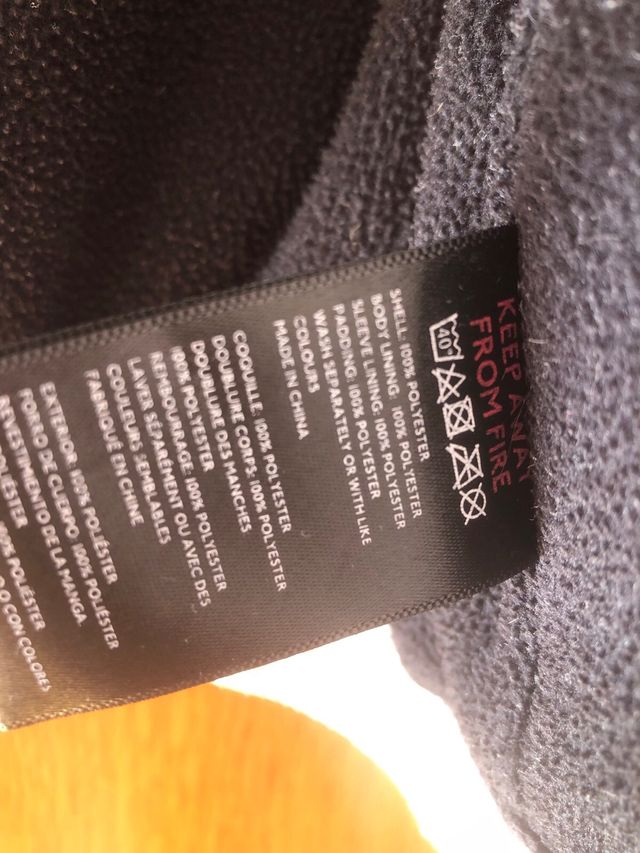 KEEP AWAY
FROM FIRE
40
SHELL: 100% POLYESTER
BODY LINING: 100% POLYESTER
SLEEVE LINING: 100% POLYESTER
PADDING: 100% POLYESTER
WASH SEPARATELY OR WITH LIKE
COLOURS
MADE IN CHINA
COQUILLE: 100% POLYESTER
DOUBLURE CORPS: 100% POLYESTER
DOUBLURE DES MANCHES
100% POLYESTER
REMBOURRAGE: 100% POLYESTER
LAVER SÉPARÉMENT OU AVEC DES
COULEURS SEMBLABLES
FABRIQUÉ EN CHINE
EXTERIOR: 100% POLIÉSTER
FORRO DE CUERPO: 100% POLIÉSTER
REVESTIMIENTO DE LA MANGA:
POLIÉSTER
POLIÉSTER
O CON COLORES